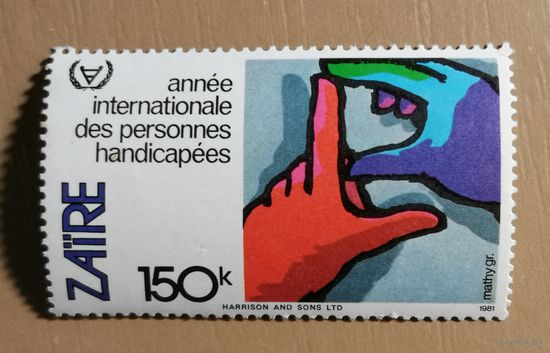 année
internationale
des personnes
handicapées
ZAÏRE
150k
HARRISON AND SONS LTD
mathy gr.
1981